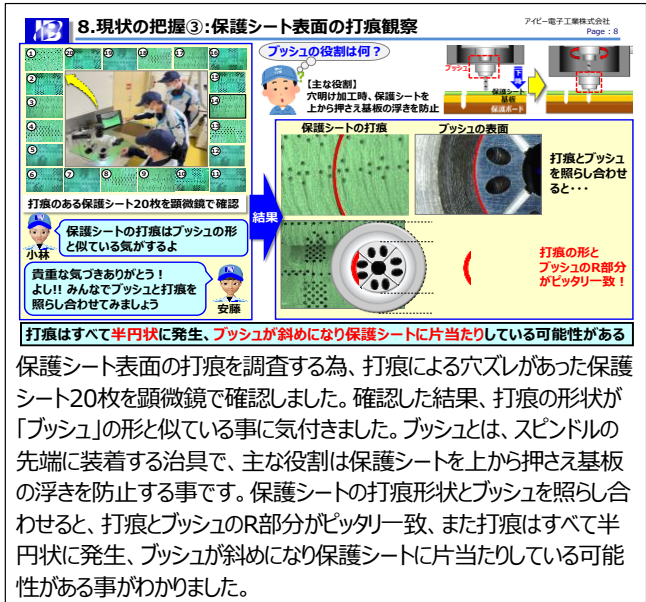 8.現状の把握③:保護シート表面の打痕観察
アイビー電子工業株式会社
Page : 8
① ⑳ ⑲ ⑱ ⑰ ⑯
② ⑮
③ ⑭
④ ⑬
⑤ ⑫
⑥ ⑦ ⑧ ⑨ ⑩ ⑪
打痕のある保護シート20枚を顕微鏡で確認
小林
保護シートの打痕はブッシュの形
と似ている気がするよ
貴重な気づきありがとう！
よし!! みんなでブッシュと打痕を
照らし合わせてみましょう
安藤
結果
ブッシュの役割は何？
【主な役割】
穴明け加工時、保護シートを
上から押さえ基板の浮きを防止
ブッシュ
保護シート
基板
保護ボード
保護シートの打痕
ブッシュの表面
打痕とブッシュ
を照らし合わせ
ると・・・
打痕の形と
ブッシュのR部分
がピッタリ一致！
打痕はすべて半円状に発生、ブッシュが斜めになり保護シートに片当たりしている可能性がある
保護シート表面の打痕を調査する為、打痕による穴ズレがあった保護
シート20枚を顕微鏡で確認しました。確認した結果、打痕の形状が
「ブッシュ」の形と似ている事に気付きました。ブッシュとは、スピンドルの
先端に装着する治具で、主な役割は保護シートを上から押さえ基板
の浮きを防止する事です。保護シートの打痕形状とブッシュを照らし合
わせると、打痕とブッシュのR部分がピッタリ一致、また打痕はすべて半
円状に発生、ブッシュが斜めになり保護シートに片当たりしている可能
性がある事がわかりました。